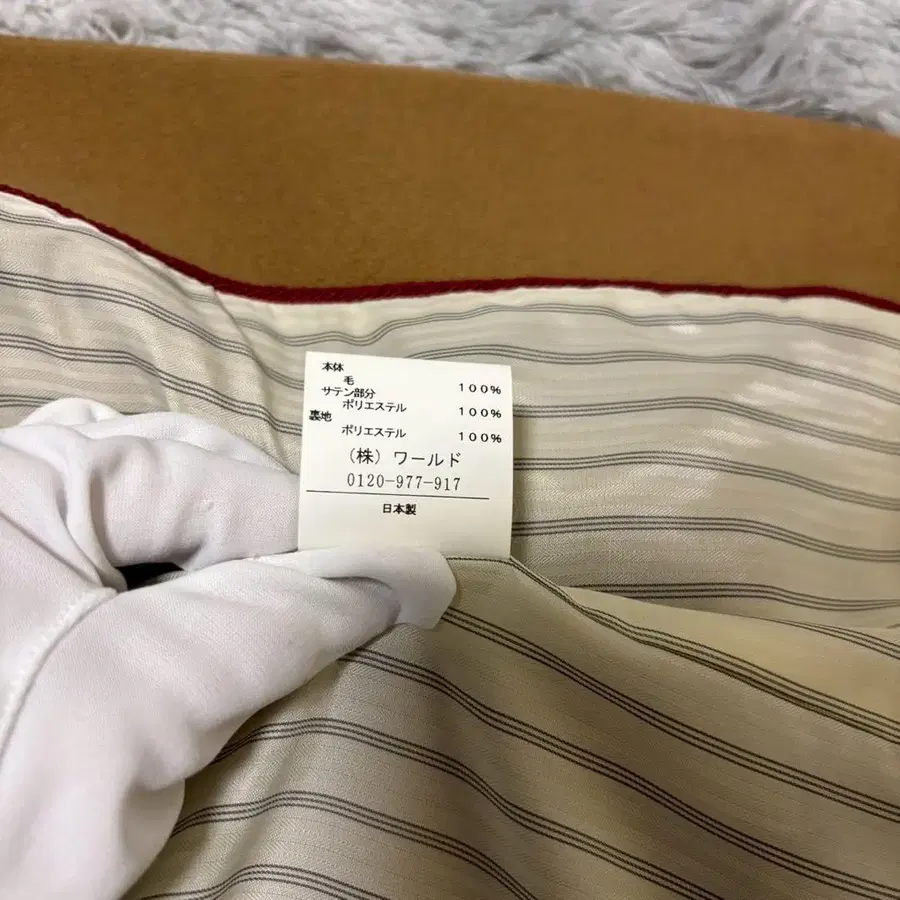 本体
毛 100%
サテン部分
ポリエステル 100%
裏地
ポリエステル 100%
(株)ワールド
0120-977-917
日本製